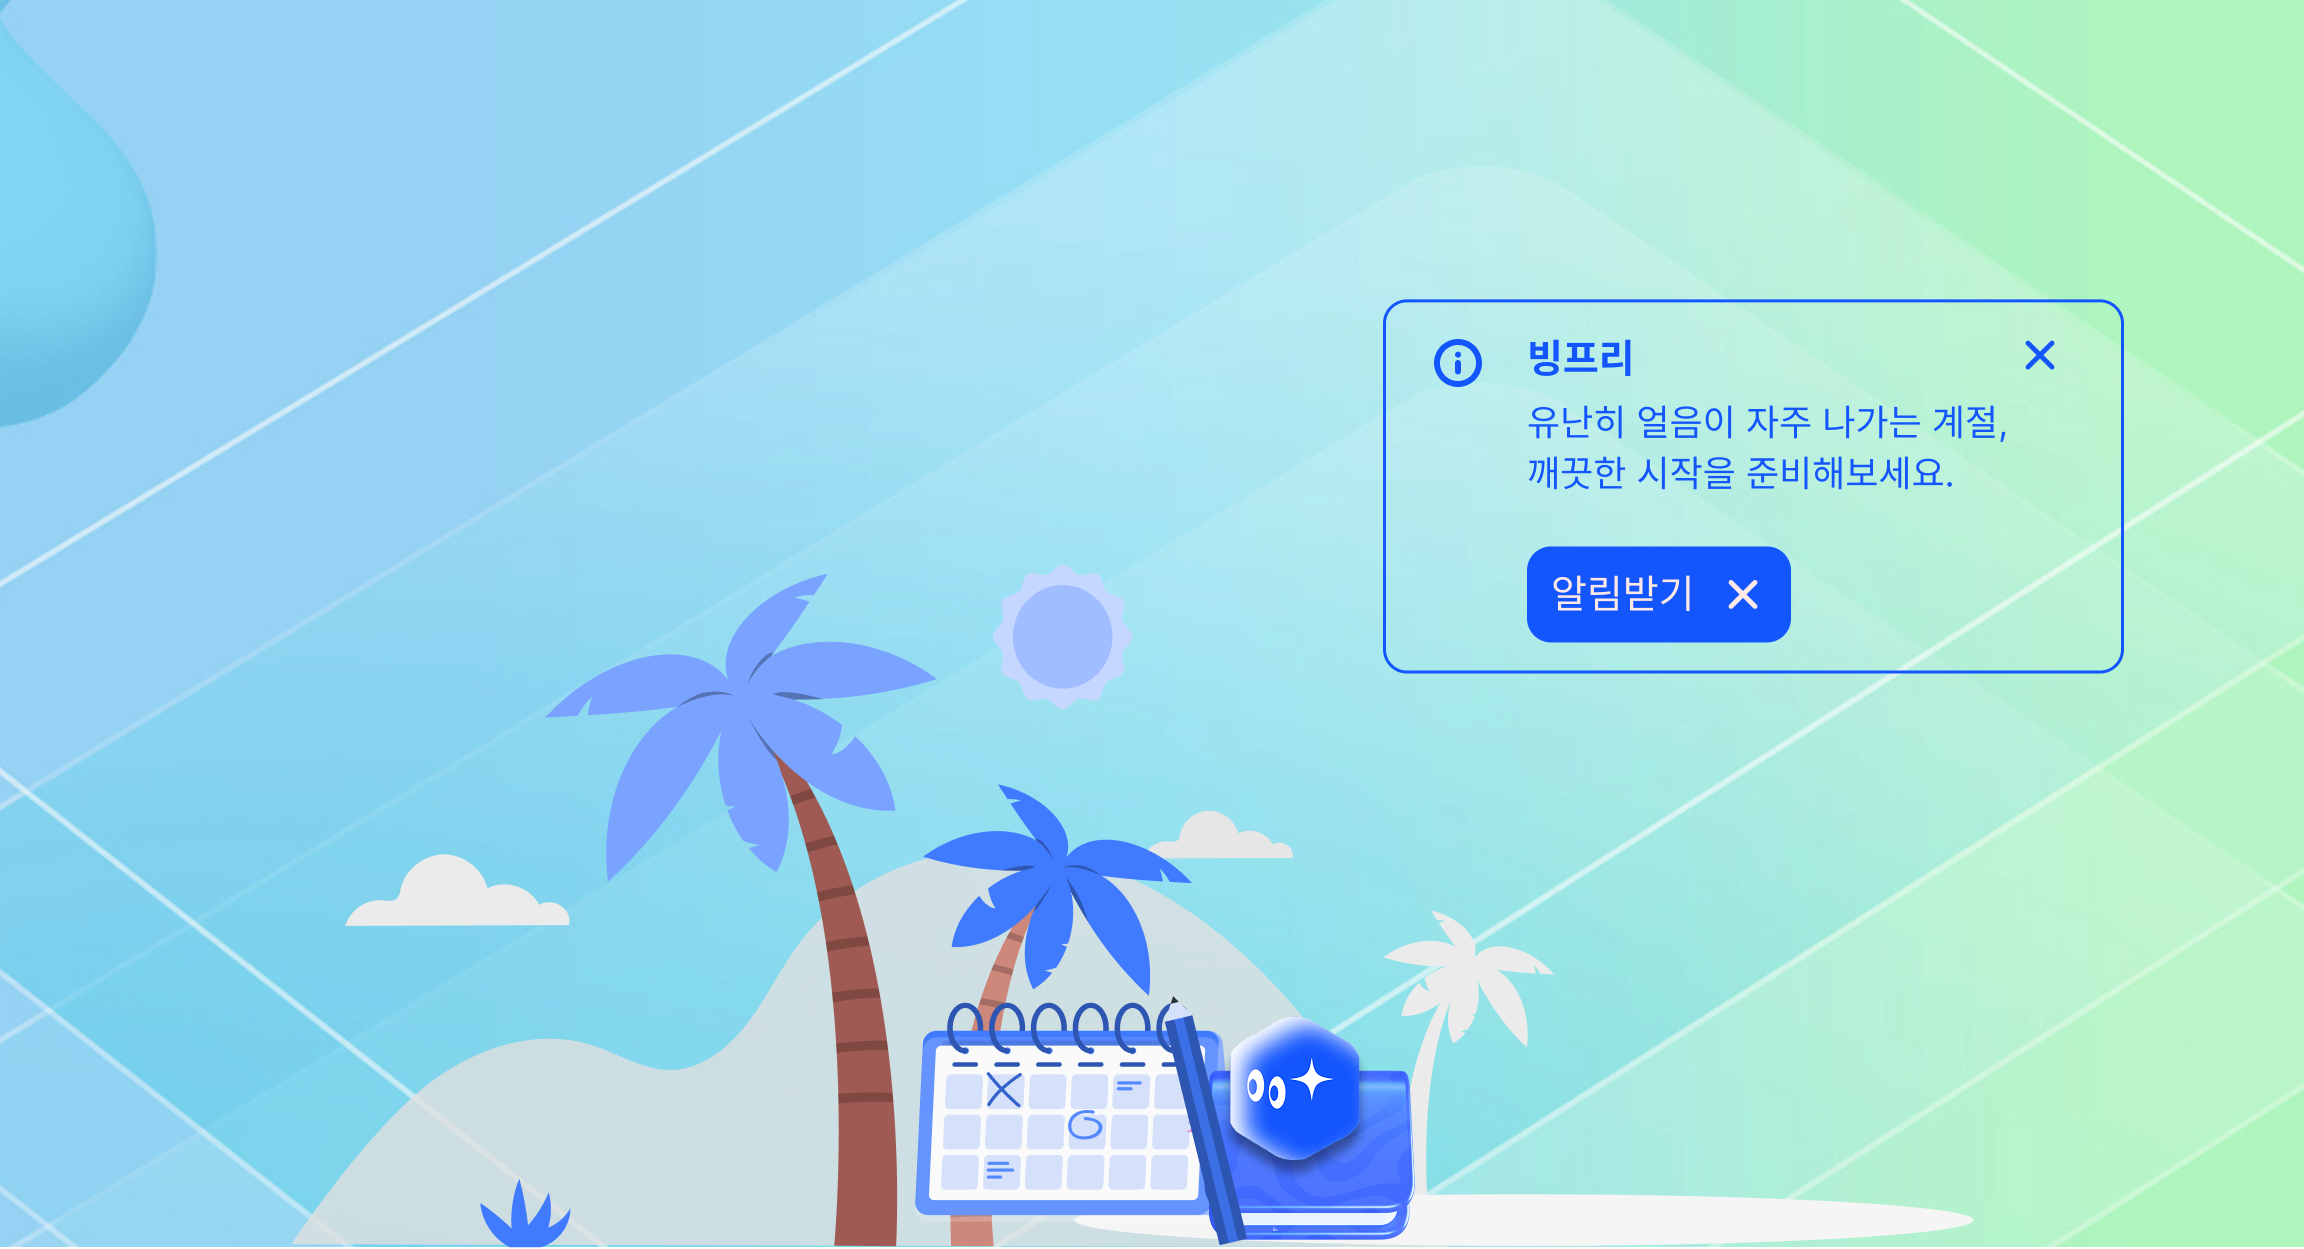 빙프리
유난히 얼음이 자주 나가는 계절,
깨끗한 시작을 준비해보세요.
알림받기